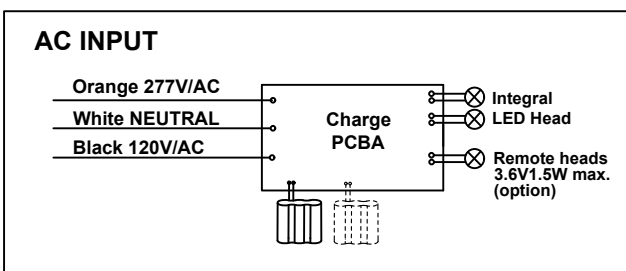 AC INPUT
Orange 277V/AC
White NEUTRAL
Black 120V/AC
Charge
PCBA
Integral
LED Head
Remote heads
3.6V1.5W max.
(option)